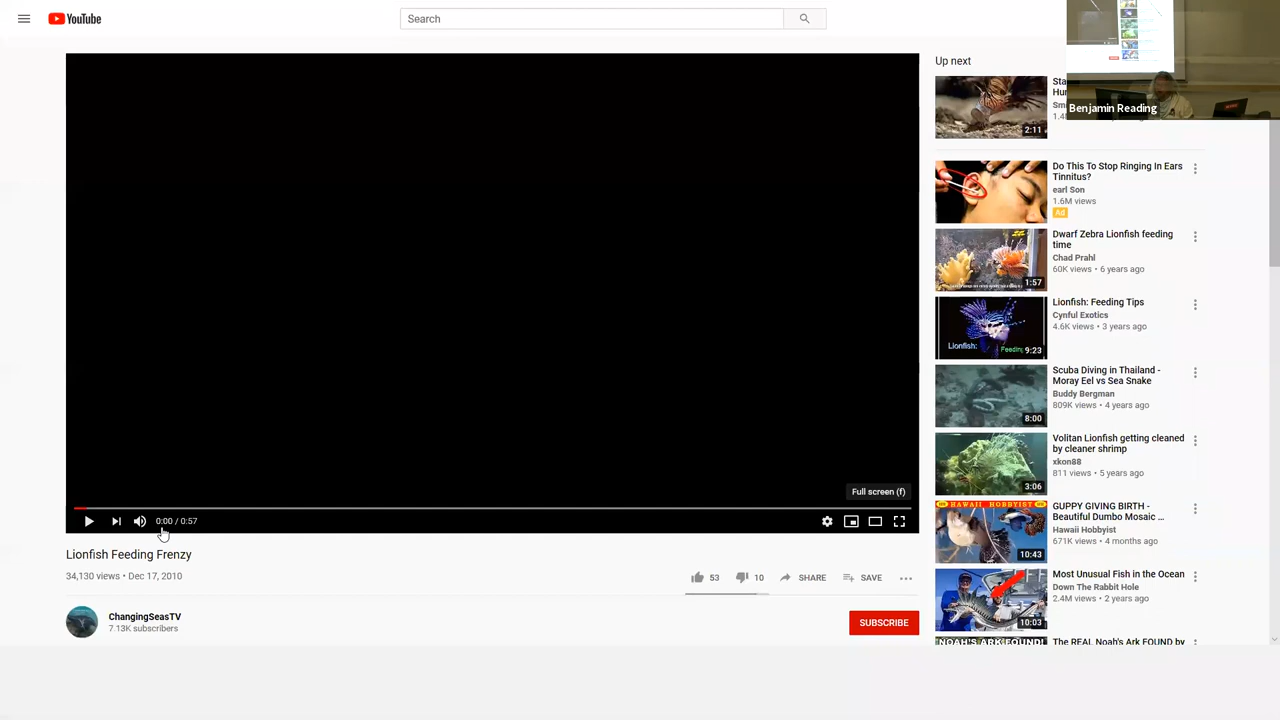 YouTube
Search
Benjamin Reading
Full screen (f)
0:00 / 0:57
Lionfish Feeding Frenzy
34,130 views • Dec 17, 2010
53
10
SHARE
SAVE
ChangingSeasTV
7.13K subscribers
SUBSCRIBE
Up next
2:11
Do This To Stop Ringing In Ears
Tinnitus?
earl Son
1.6M views
Ad
Dwarf Zebra Lionfish feeding
time
Chad Prahl
60K views • 6 years ago
1:57
Lionfish: Feeding Tips
Cynful Exotics
4.6K views • 3 years ago
Lionfish:
Feeding
9:23
Scuba Diving in Thailand -
Moray Eel vs Sea Snake
Buddy Bergman
809K views • 4 years ago
8:00
Volitan Lionfish getting cleaned
by cleaner shrimp
xkon88
811 views • 5 years ago
3:06
GUPPY GIVING BIRTH -
Beautiful Dumbo Mosaic ...
Hawaii Hobbyist
671K views • 4 months ago
HAWAII HOBBYIST
10:43
Most Unusual Fish in the Ocean
Down The Rabbit Hole
2.4M views • 2 years ago
10:03
The REAL Noah's Ark FOUND by
NOAH'S ARK FOUND!